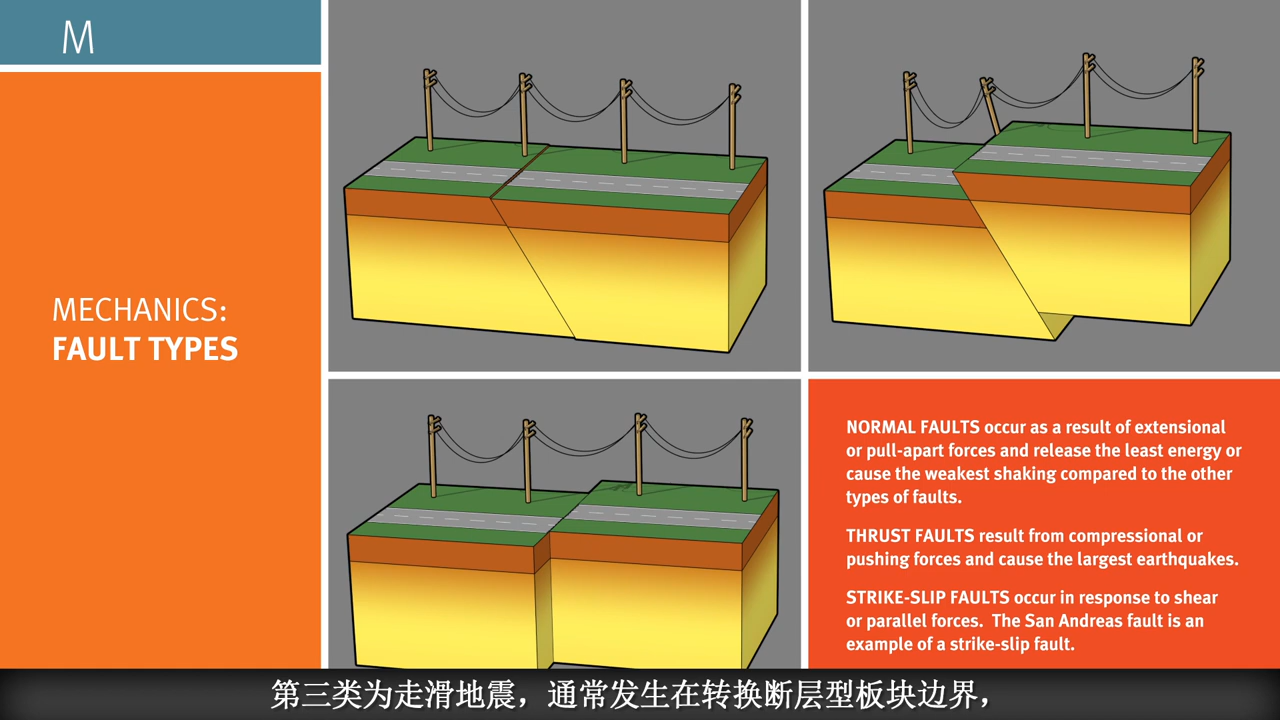 M
MECHANICS:
FAULT TYPES
NORMAL FAULTS occur as a result of extensional
or pull-apart forces and release the least energy or
cause the weakest shaking compared to the other
types of faults.
THRUST FAULTS result from compressional or
pushing forces and cause the largest earthquakes.
STRIKE-SLIP FAULTS occur in response to shear
or parallel forces.  The San Andreas fault is an
example of a strike-slip fault.
第三类为走滑地震，通常发生在转换断层型板块边界，